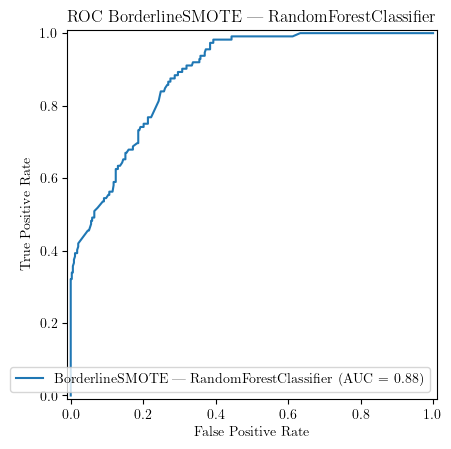 ROC BorderlineSMOTE — RandomForestClassifier
1.0
0.8
0.6
0.4
0.2
0.0
True Positive Rate
BorderlineSMOTE — RandomForestClassifier (AUC = 0.88)
0.0 0.2 0.4 0.6 0.8 1.0
False Positive Rate